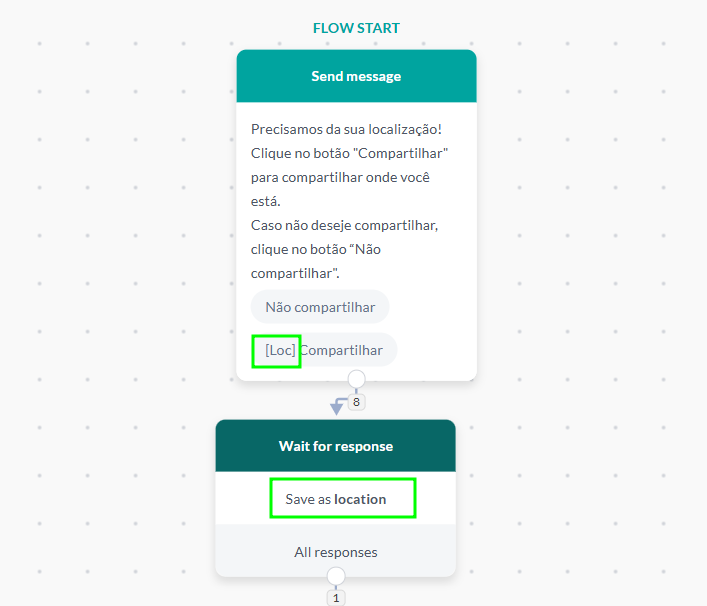 FLOW START
Send message
Precisamos da sua localização!
Clique no botão "Compartilhar"
para compartilhar onde você
está.
Caso não deseje compartilhar,
clique no botão “Não
compartilhar".
Não compartilhar
[Loc] Compartilhar
8
Wait for response
Save as location
All responses
1